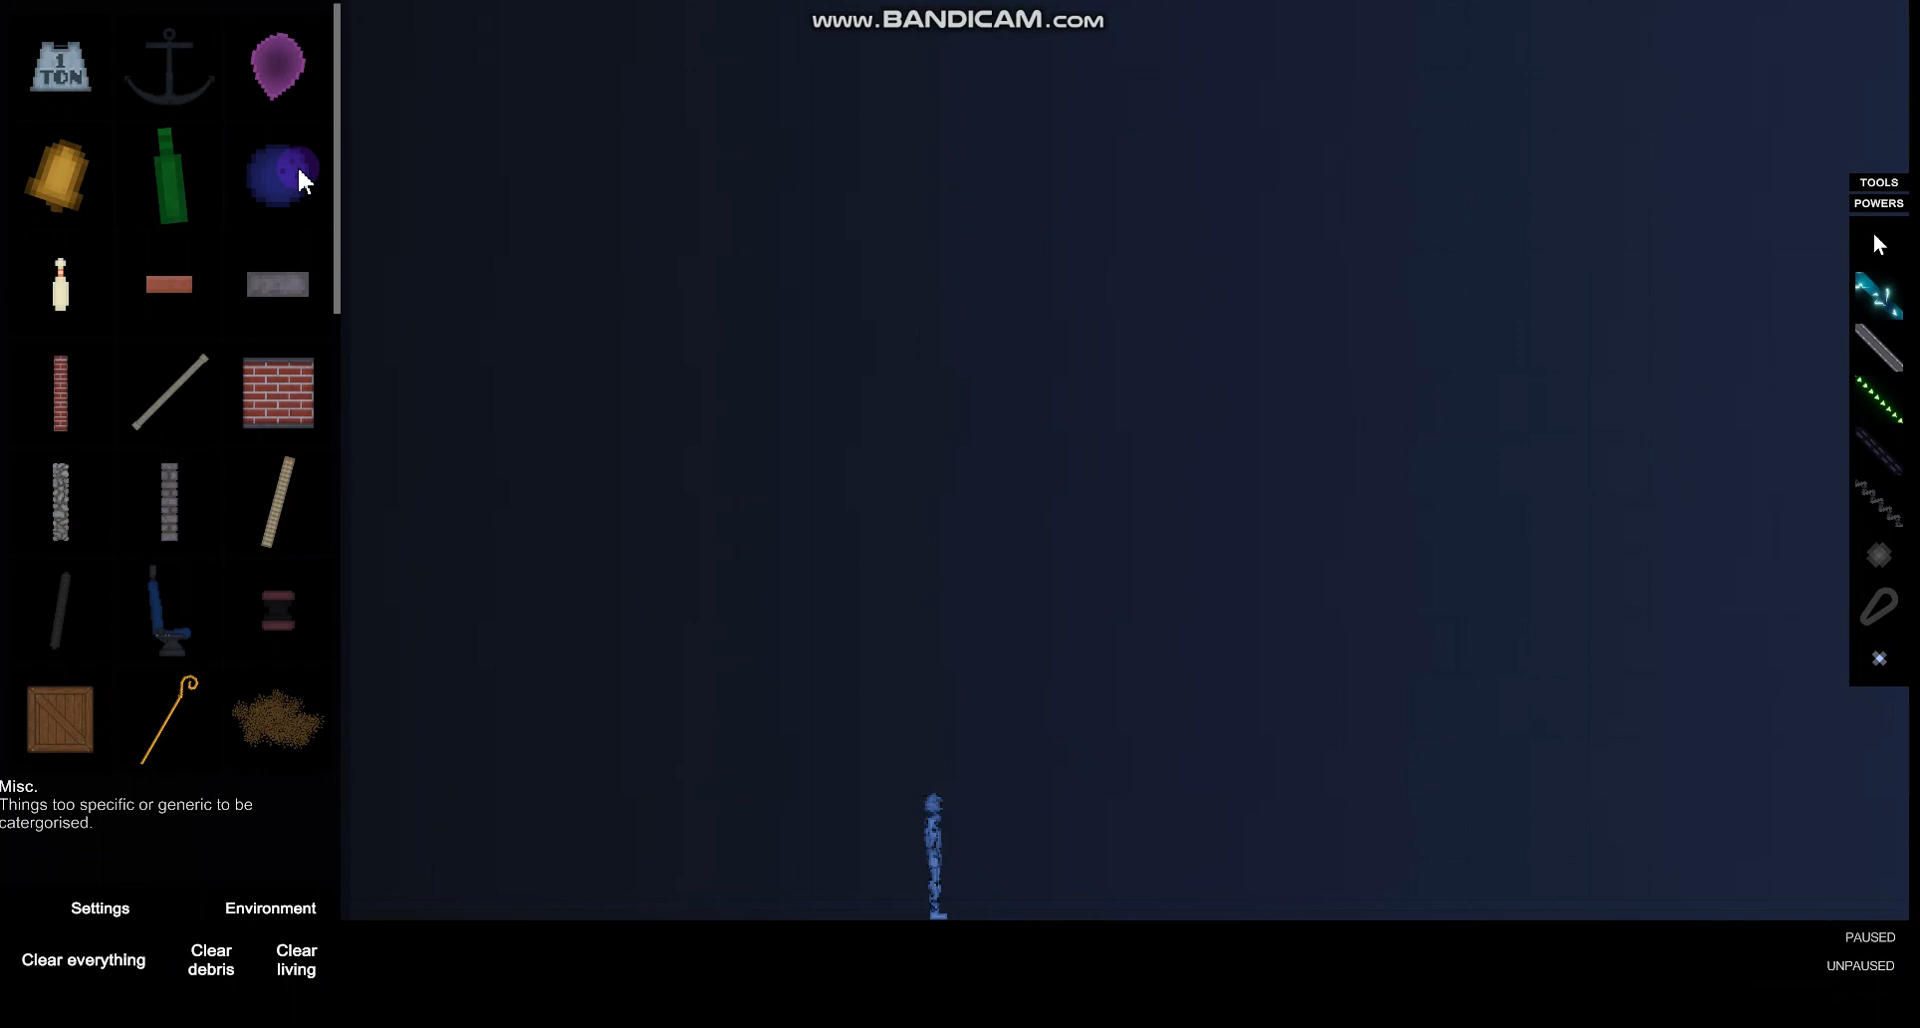 www.BANDICAM.com
1
TON
TOOLS
POWERS
Misc.
Things too specific or generic to be
catergorised.
Settings
Environment
Clear everything
Clear
debris
Clear
living
PAUSED
UNPAUSED